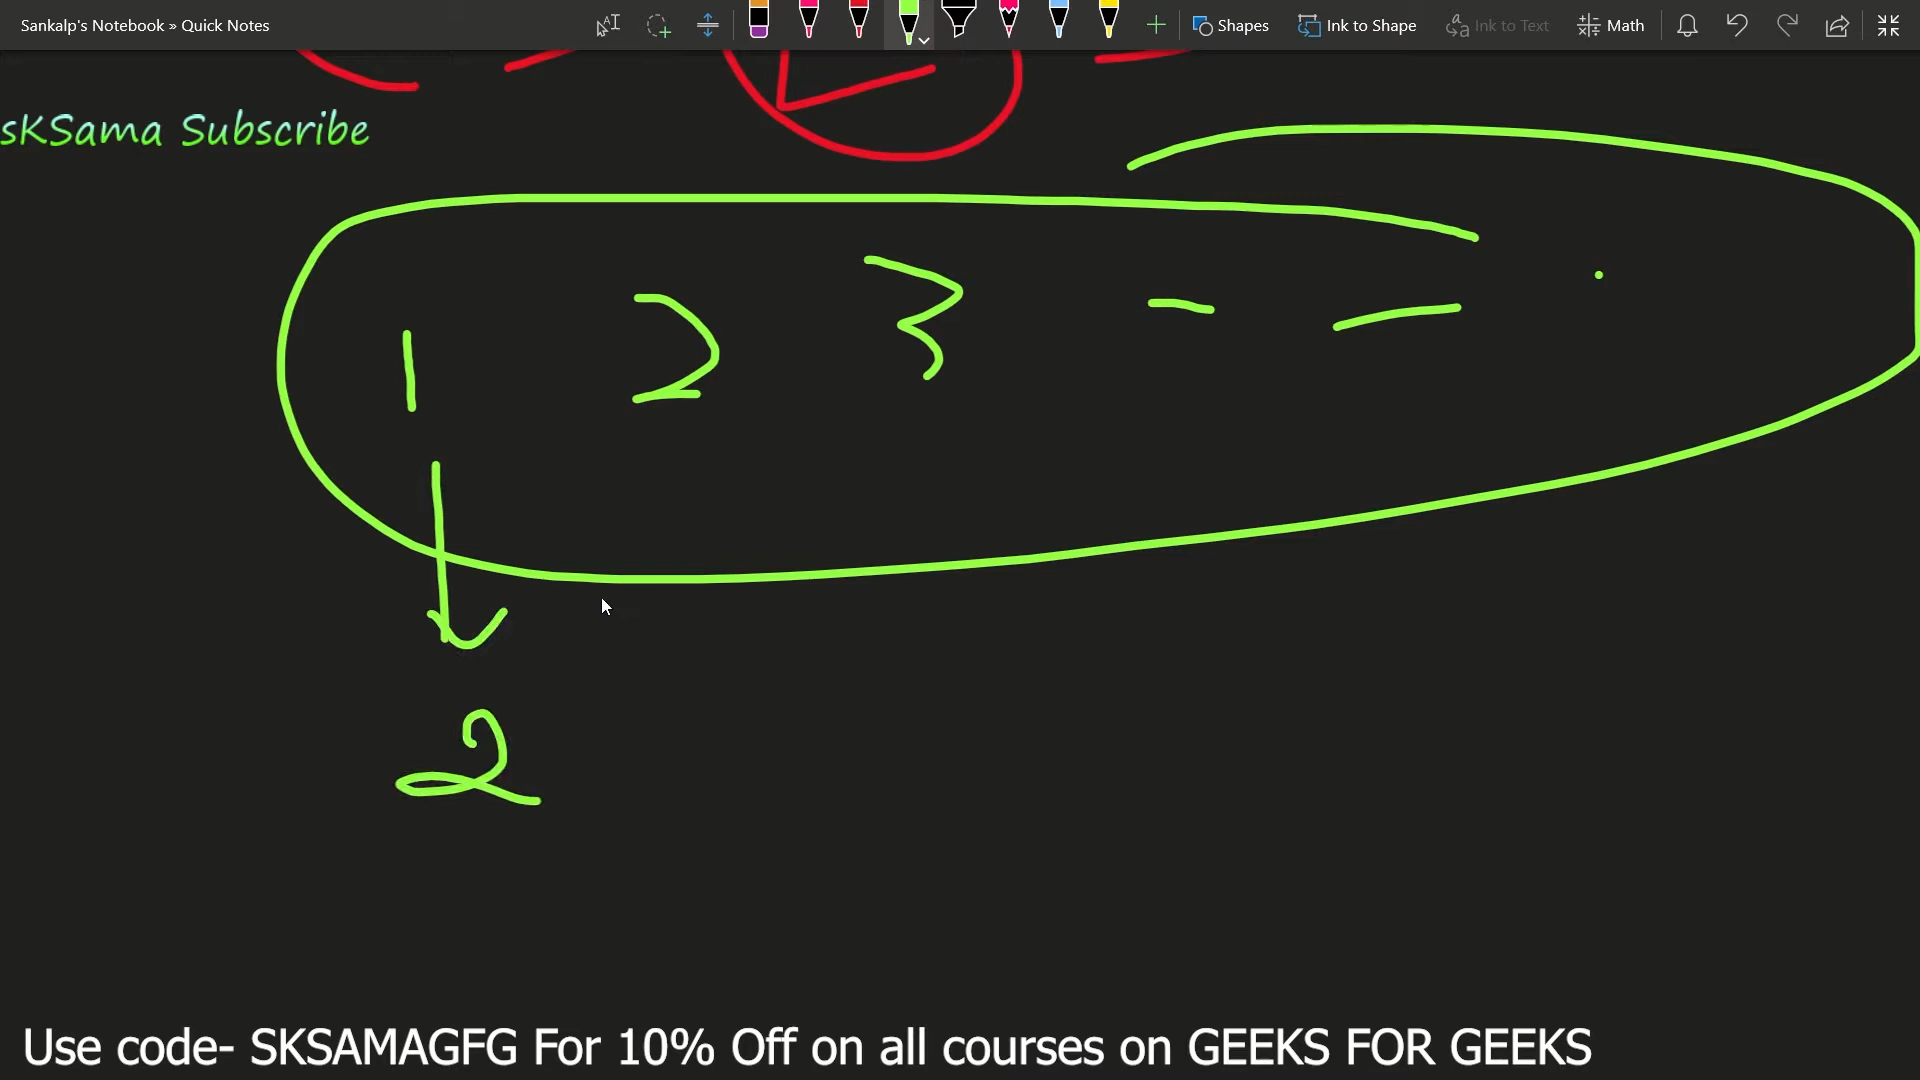 Sankalp's Notebook » Quick Notes
Shapes
Ink to Shape
Ink to Text
Math
sKSama Subscribe
1 2 3 - -
2
Use code- SKSAMAGFG For 10% Off on all courses on GEEKS FOR GEEKS